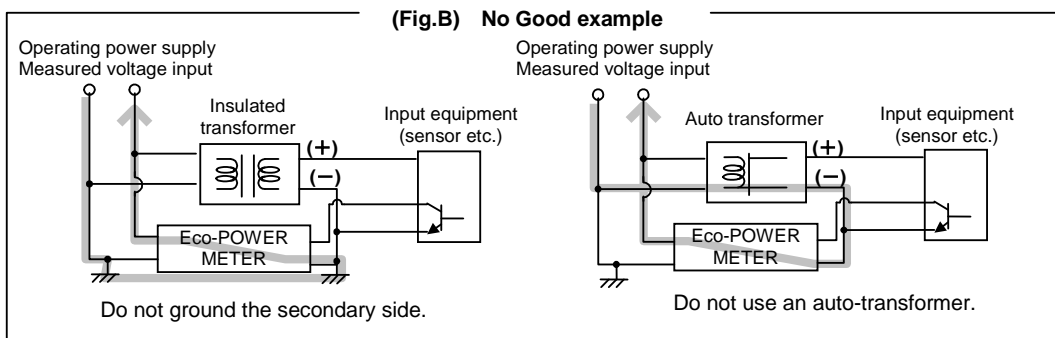 (Fig.B) No Good example
Operating power supply
Measured voltage input
Insulated
transformer
(+)
(−)
Input equipment
(sensor etc.)
Eco-POWER
METER
Do not ground the secondary side.
Operating power supply
Measured voltage input
Auto transformer
(+)
(−)
Input equipment
(sensor etc.)
Eco-POWER
METER
Do not use an auto-transformer.